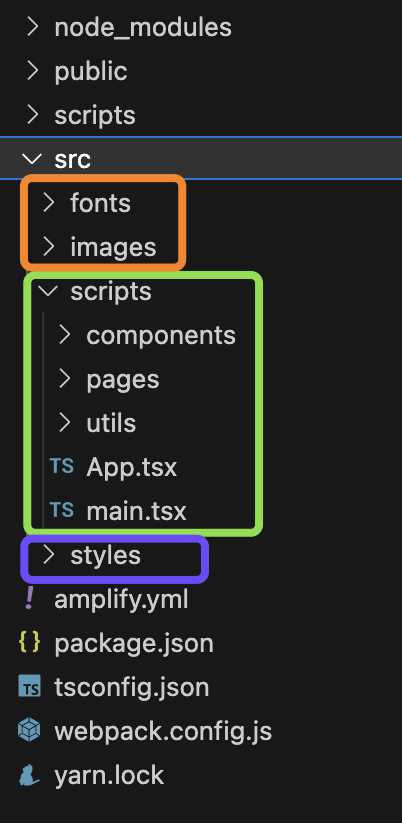 node_modules
public
scripts
src
fonts
images
scripts
components
pages
utils
TS App.tsx
TS main.tsx
styles
! amplify.yml
{} package.json
TS tsconfig.json
webpack.config.js
yarn.lock